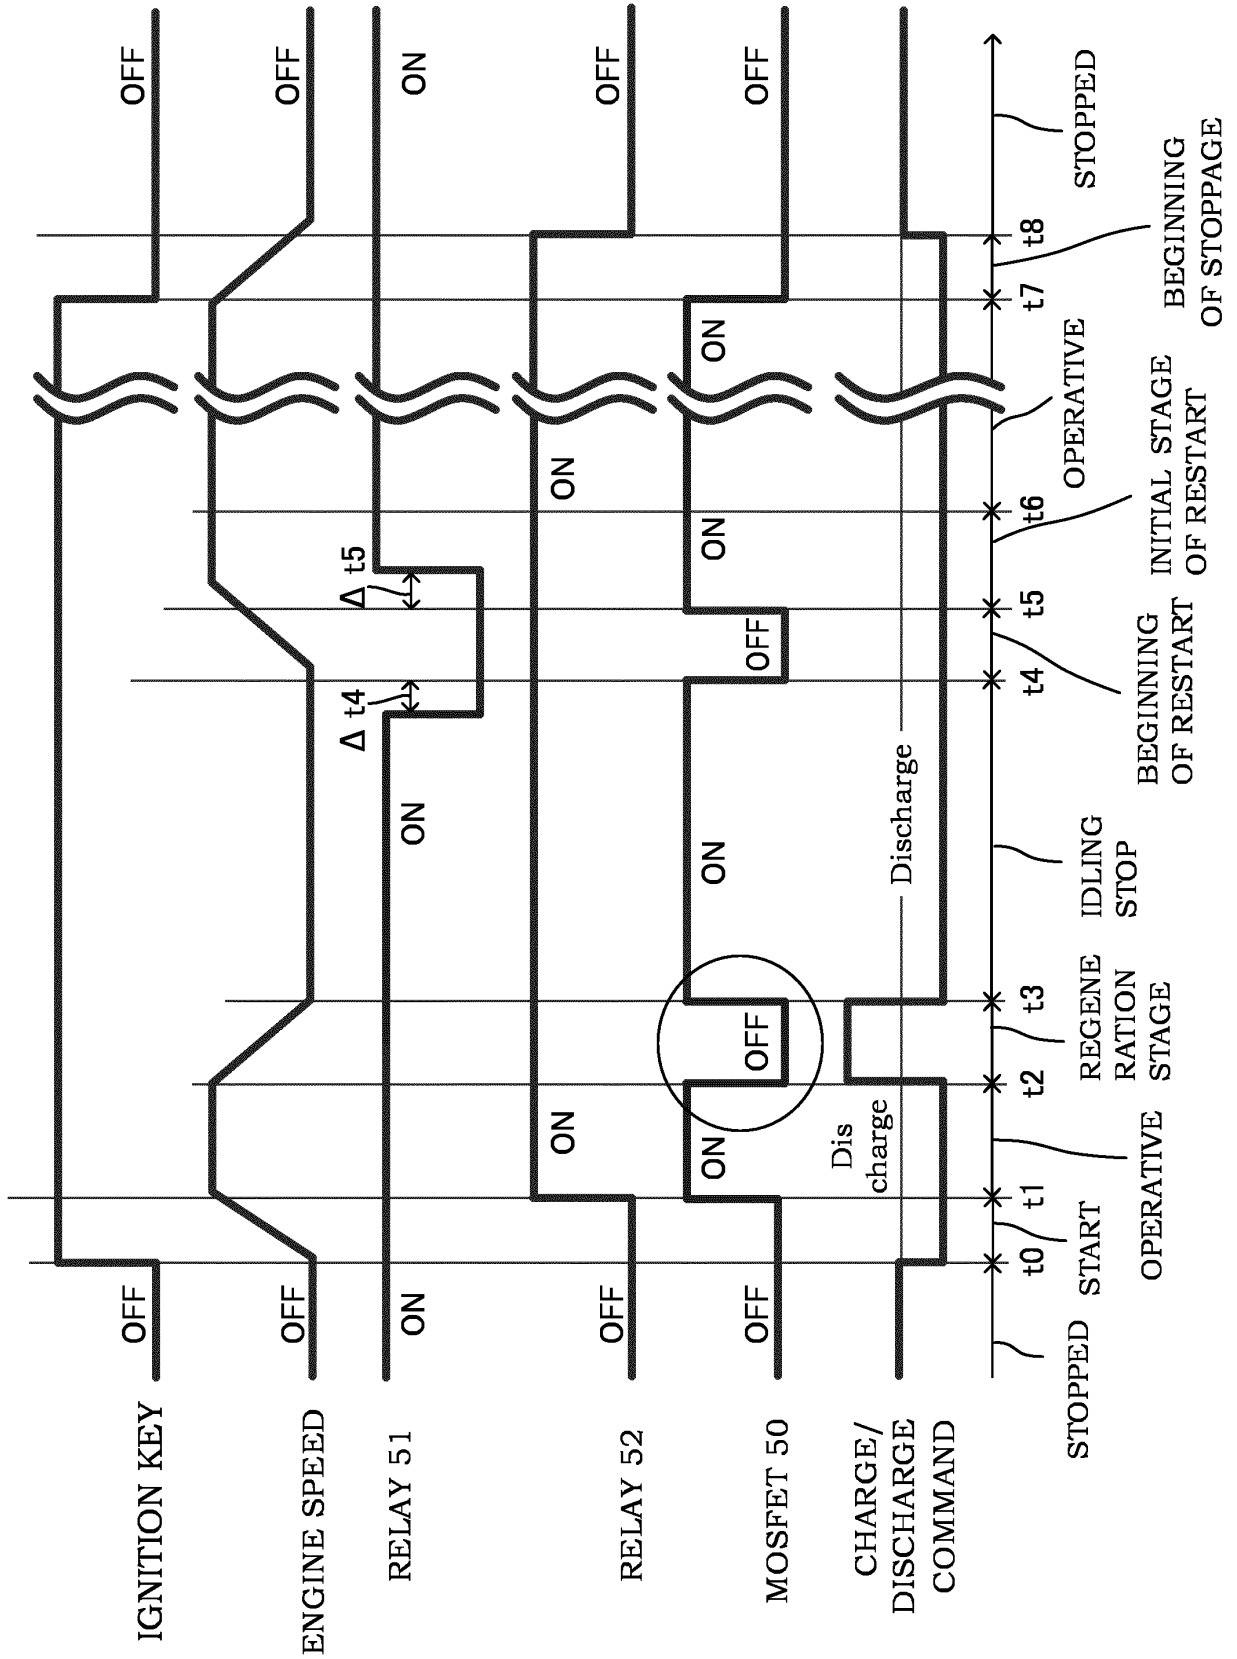 IGNITION KEY
OFF
OFF
ENGINE SPEED
OFF
OFF
RELAY 51
ON
ON
Δ t4
Δ t5
ON
RELAY 52
OFF
ON
ON
OFF
MOSFET 50
OFF
ON
OFF
ON
OFF
ON
ON
OFF
CHARGE/
DISCHARGE
COMMAND
Dis
charge
Discharge
t0
t1
t2
t3
t4
t5
t6
t7
t8
STOPPED
START
OPERATIVE
REGENE
RATION
STAGE
IDLING
STOP
BEGINNING
OF RESTART
INITIAL STAGE
OF RESTART
OPERATIVE
BEGINNING
OF STOPPAGE
STOPPED